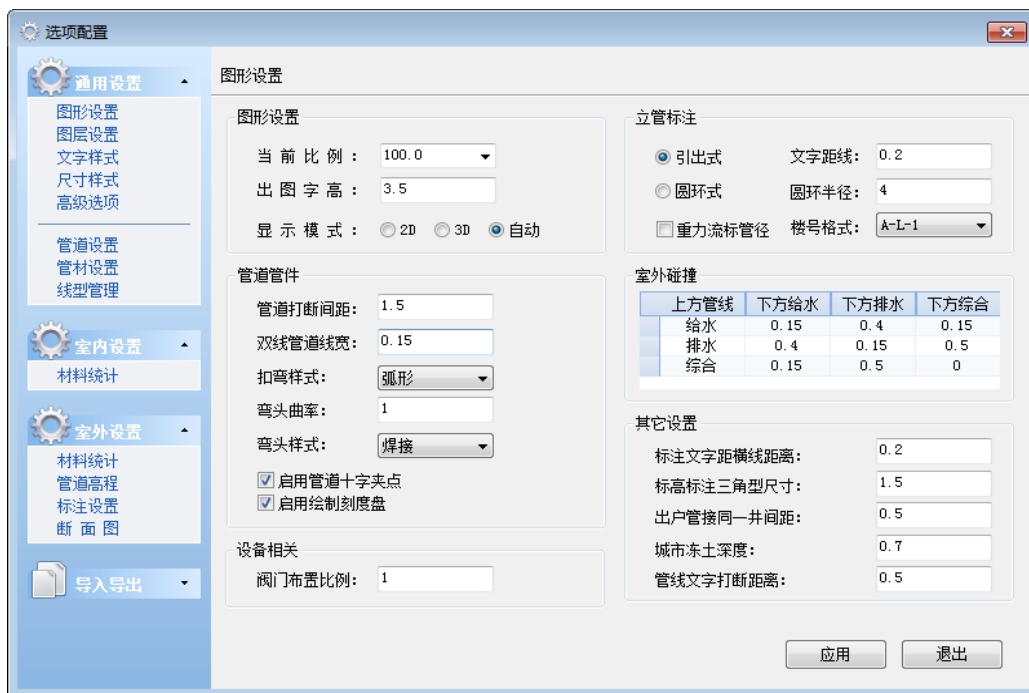 选项配置
通用设置
图形设置
图层设置
文字样式
尺寸样式
高级选项
管道设置
管材设置
线型管理
室内设置
材料统计
室外设置
材料统计
管道高程
标注设置
断 面 图
导入导出
图形设置
图形设置
当 前 比 例： 100.0
出 图 字 高： 3.5
显 示 模 式： 2D 3D 自动
管道管件
管道打断间距： 1.5
双线管道线宽： 0.15
扣弯样式： 弧形
弯头曲率： 1
弯头样式： 焊接
启用管道十字夹点
启用绘制刻度盘
设备相关
阀门布置比例： 1
立管标注
引出式 文字距线： 0.2
圆环式 圆环半径： 4
重力流标管径 楼号格式： A-L-1
室外碰撞
上方管线 下方给水 下方排水 下方综合
给水 0.15 0.4 0.15
排水 0.4 0.15 0.5
综合 0.15 0.5 0
其它设置
标注文字距横线距离： 0.2
标高标注三角型尺寸： 1.5
出户管接同一井间距： 0.5
城市冻土深度： 0.7
管线文字打断距离： 0.5
应用 退出